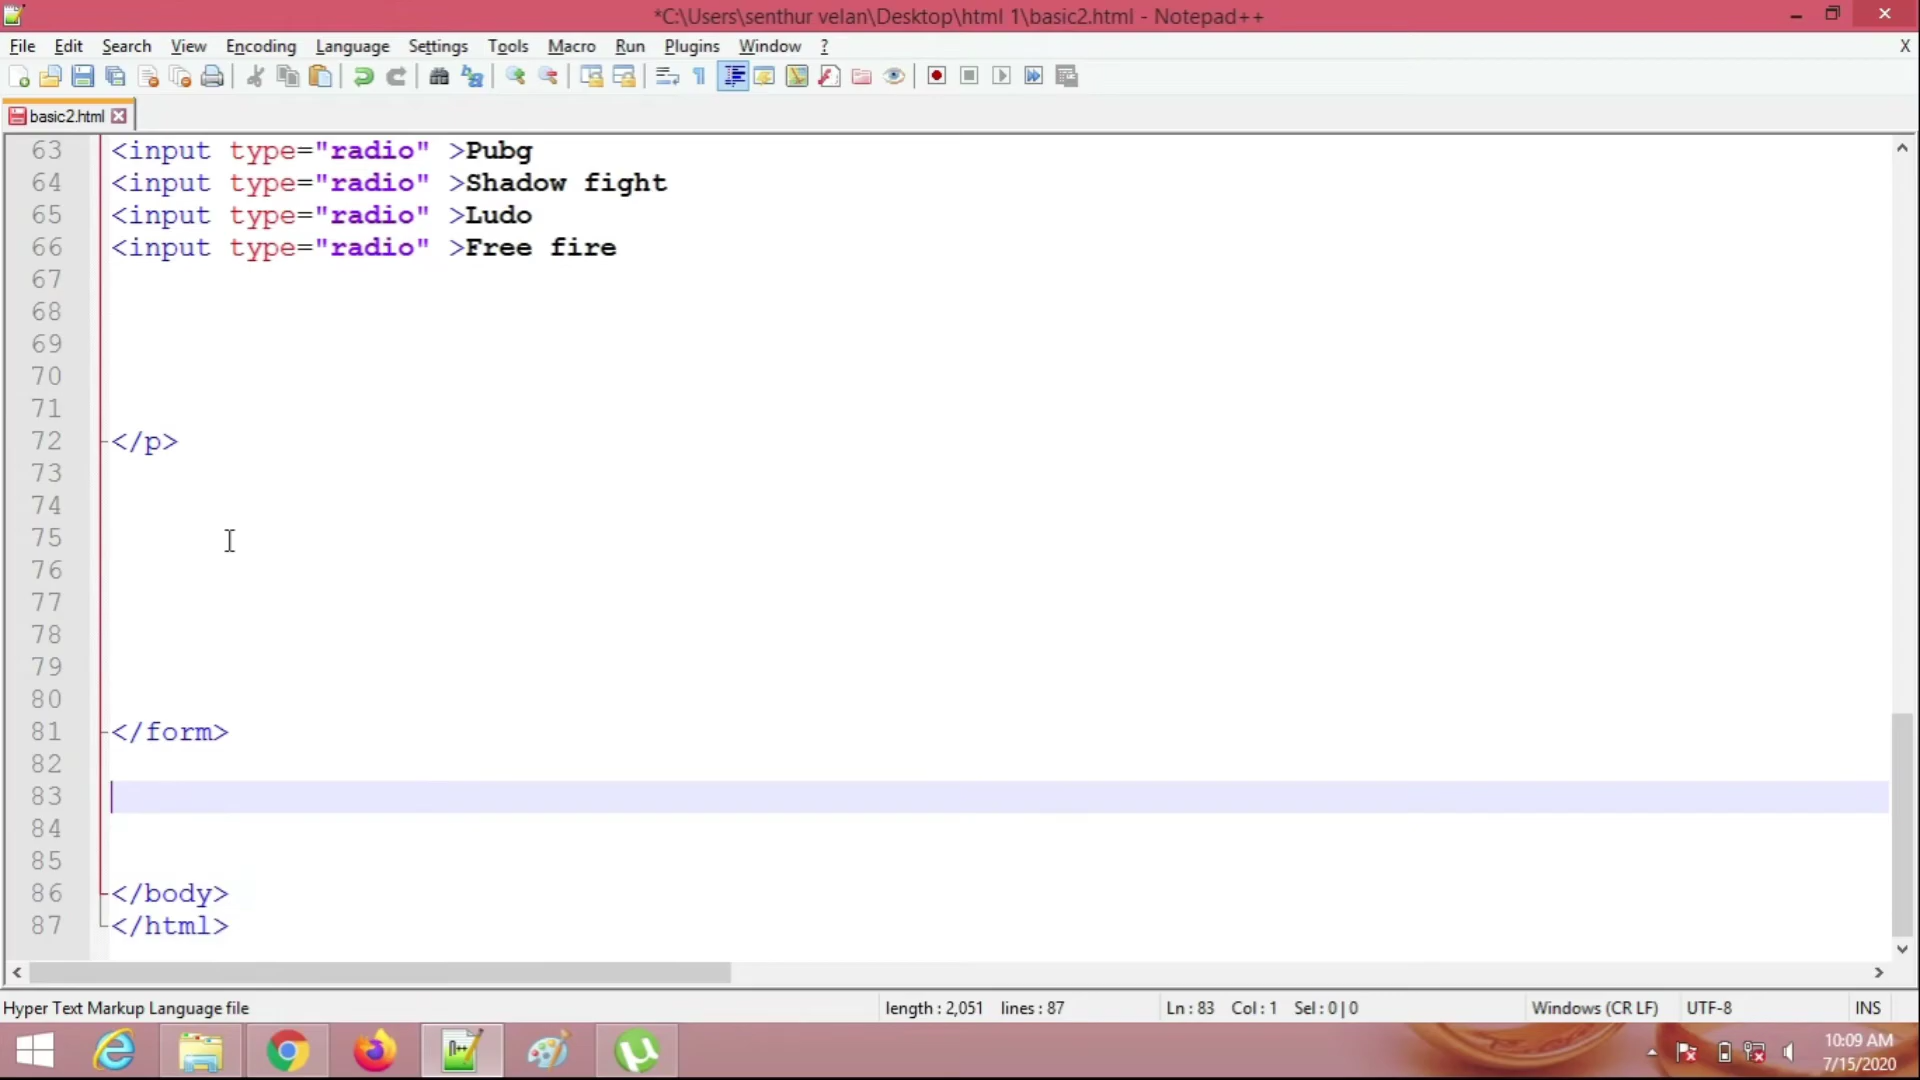 *C:\Users\senthur velan\Desktop\html 1\basic2.html - Notepad++
File Edit Search View Encoding Language Settings Tools Macro Run Plugins Window ? X
basic2.html
63 <input type="radio" >Pubg
64 <input type="radio" >Shadow fight
65 <input type="radio" >Ludo
66 <input type="radio" >Free fire
67
68
69
70
71
72 </p>
73
74
75
76
77
78
79
80
81 </form>
82
83
84
85
86 </body>
87 </html>
Hyper Text Markup Language file length : 2,051 lines : 87 Ln : 83 Col : 1 Sel : 0 | 0 Windows (CR LF) UTF-8 INS
10:09 AM
7/15/2020